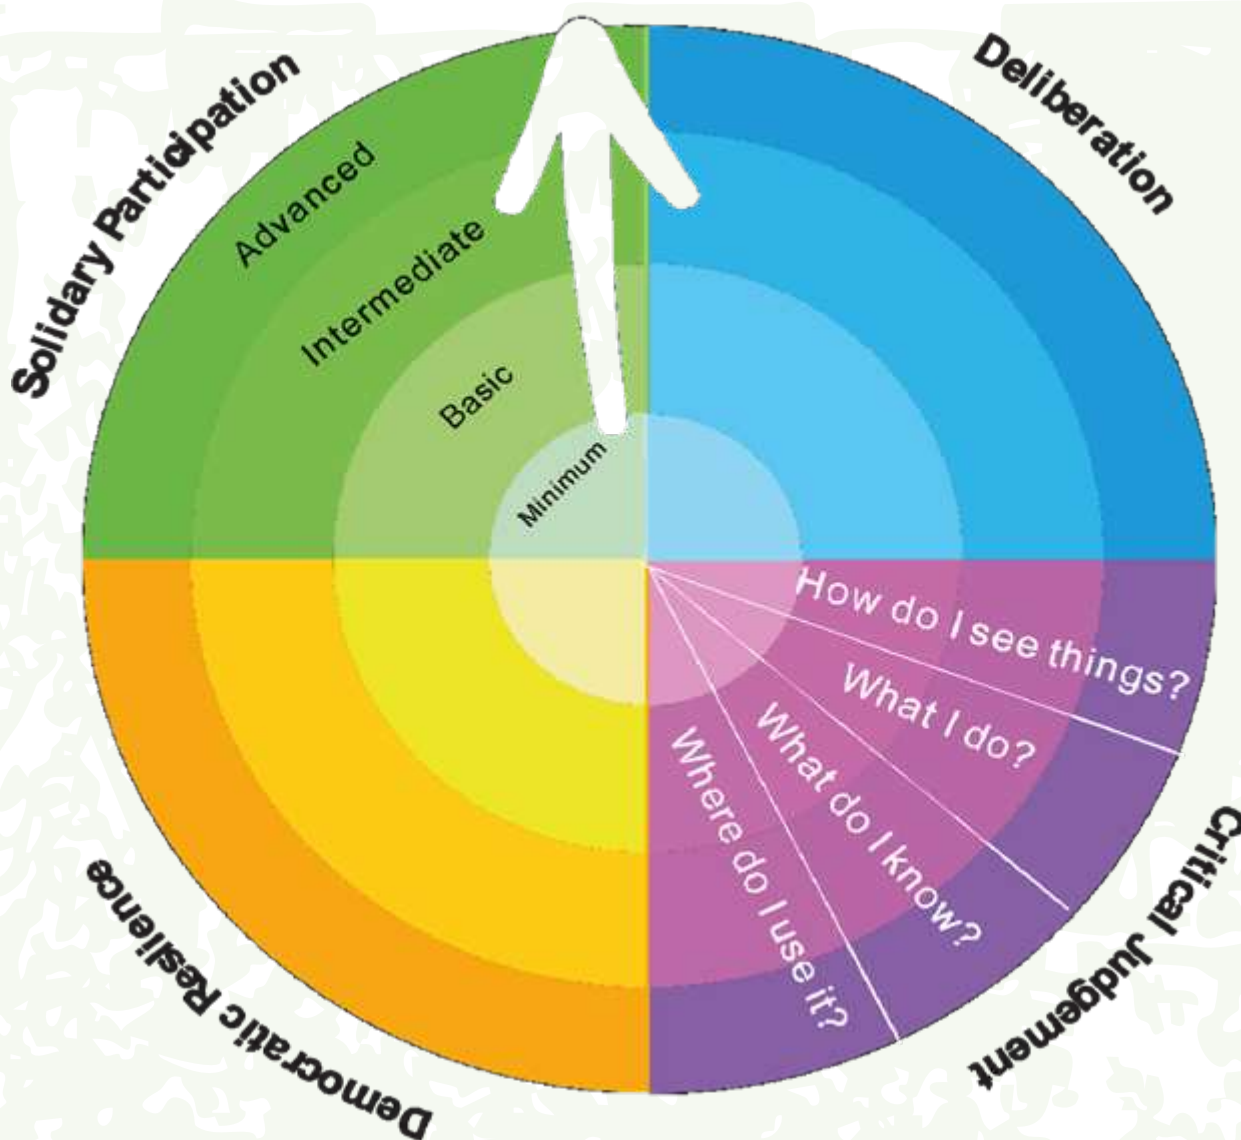 Solidary Participation
Deliberation
Advanced
Intermediate
Basic
Minimum
How do I see things?
What I do?
What do I know?
Where do I use it?
Critical Judgement
Democratic Reslience